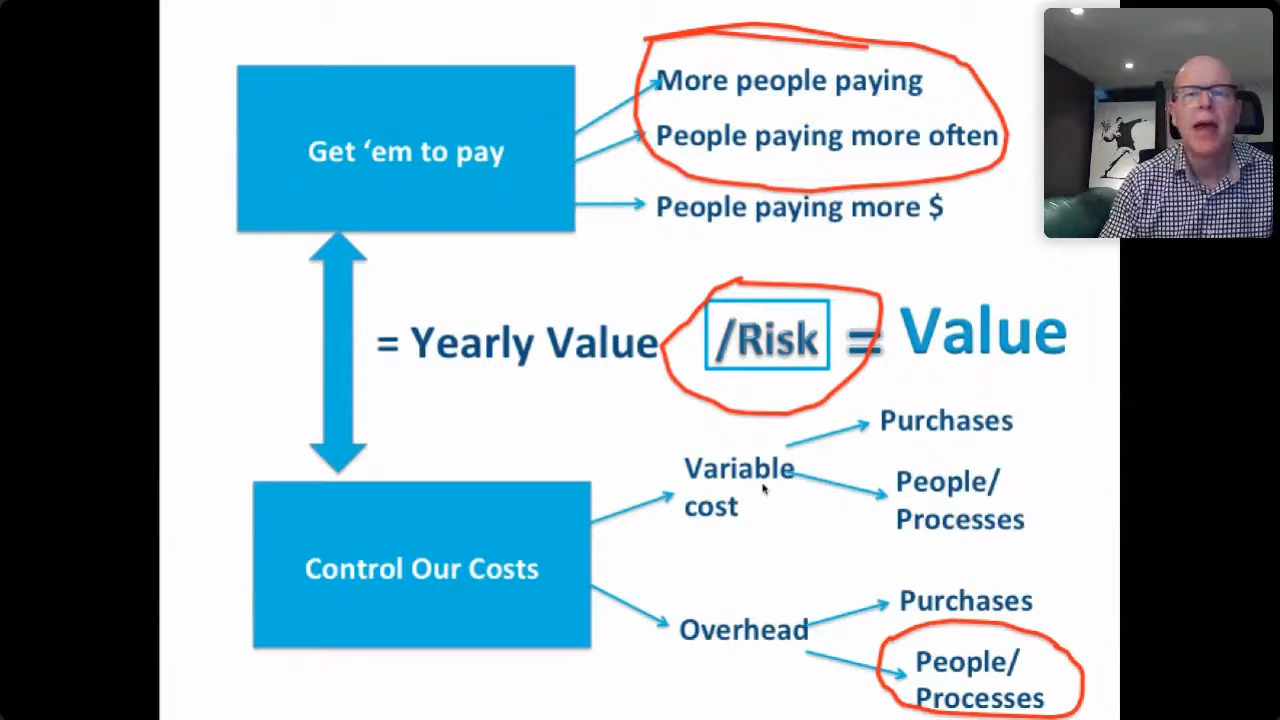 More people paying
Get ‘em to pay
People paying more often
People paying more $
= Yearly Value /Risk = Value
Purchases
Variable
cost
People/
Processes
Control Our Costs
Purchases
Overhead
People/
Processes